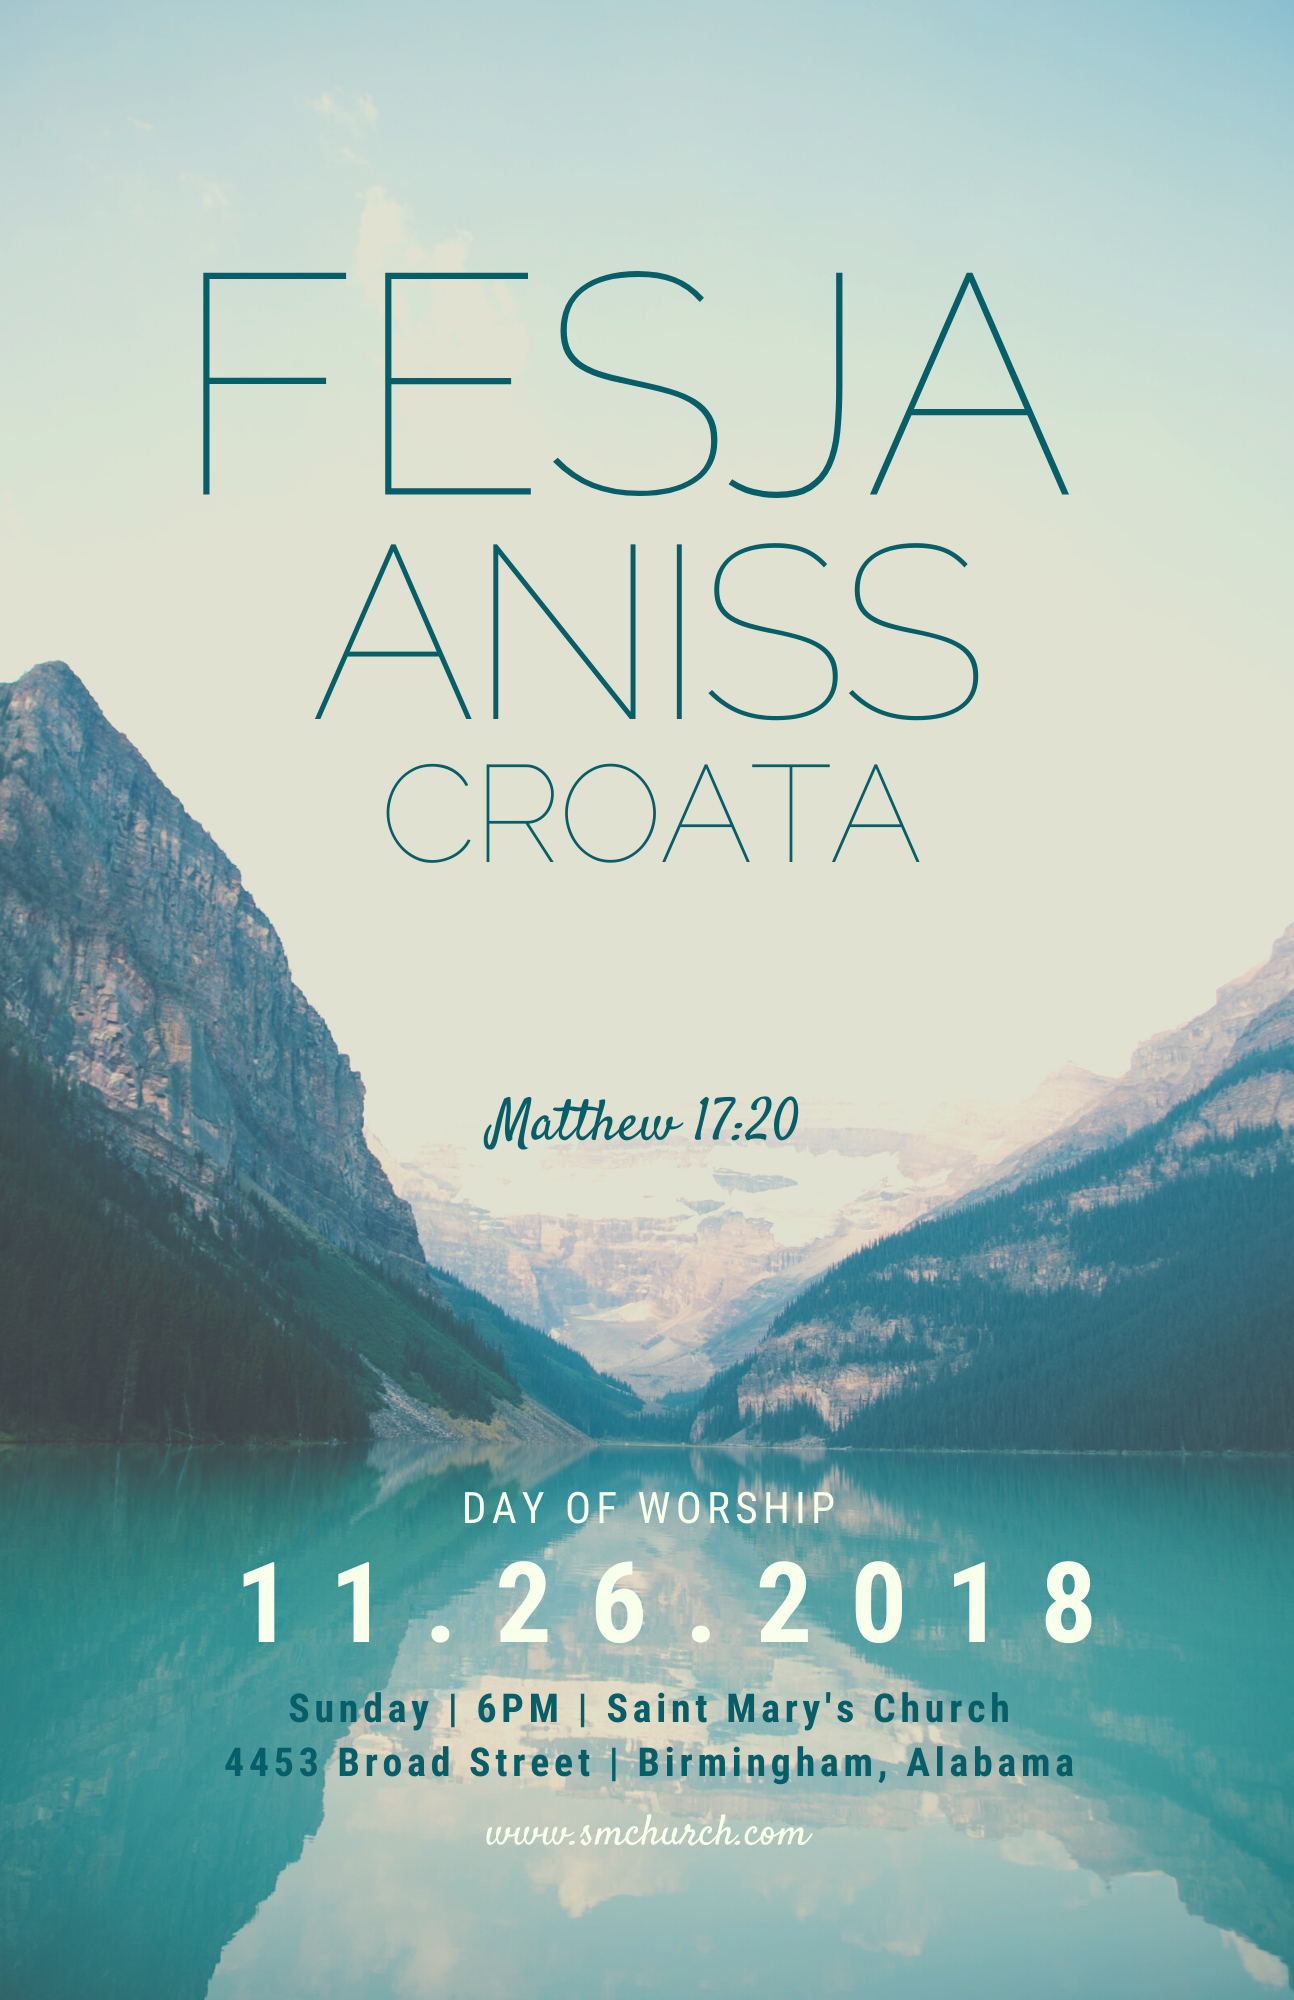 FESJA
ANISS
CROATA
Matthew 17:20
DAY OF WORSHIP
11.26.2018
Sunday | 6PM | Saint Mary's Church
4453 Broad Street | Birmingham, Alabama
www.smchurch.com